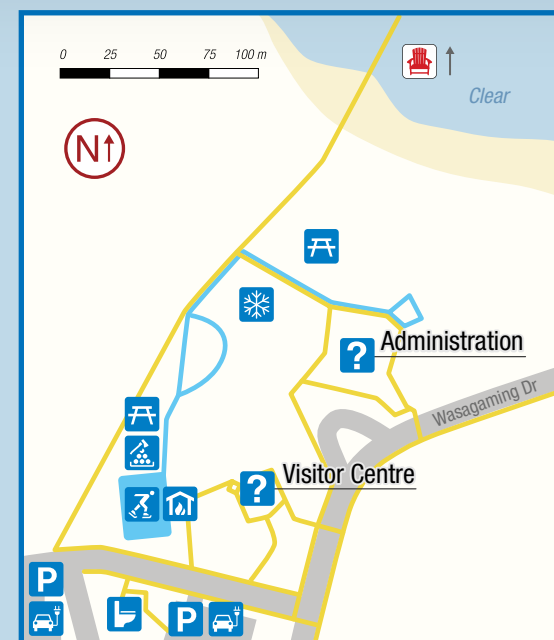 0 25 50 75 100 m
Clear
N
Administration
?
Wasagaming Dr
Visitor Centre
?
P
P